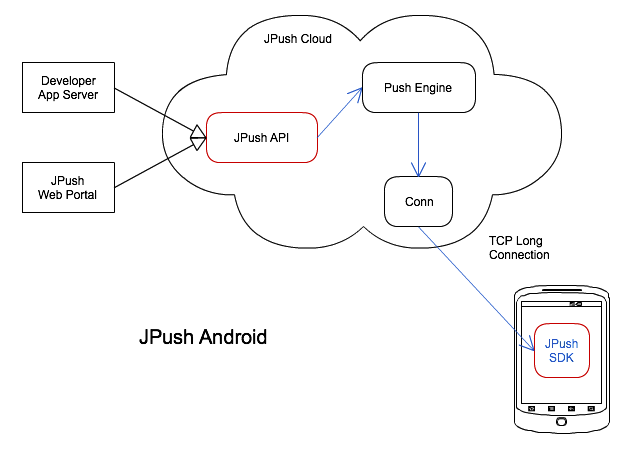 JPush Cloud
Developer
App Server
Push Engine
JPush API
JPush
Web Portal
Conn
TCP Long
Connection
JPush Android
JPush
SDK